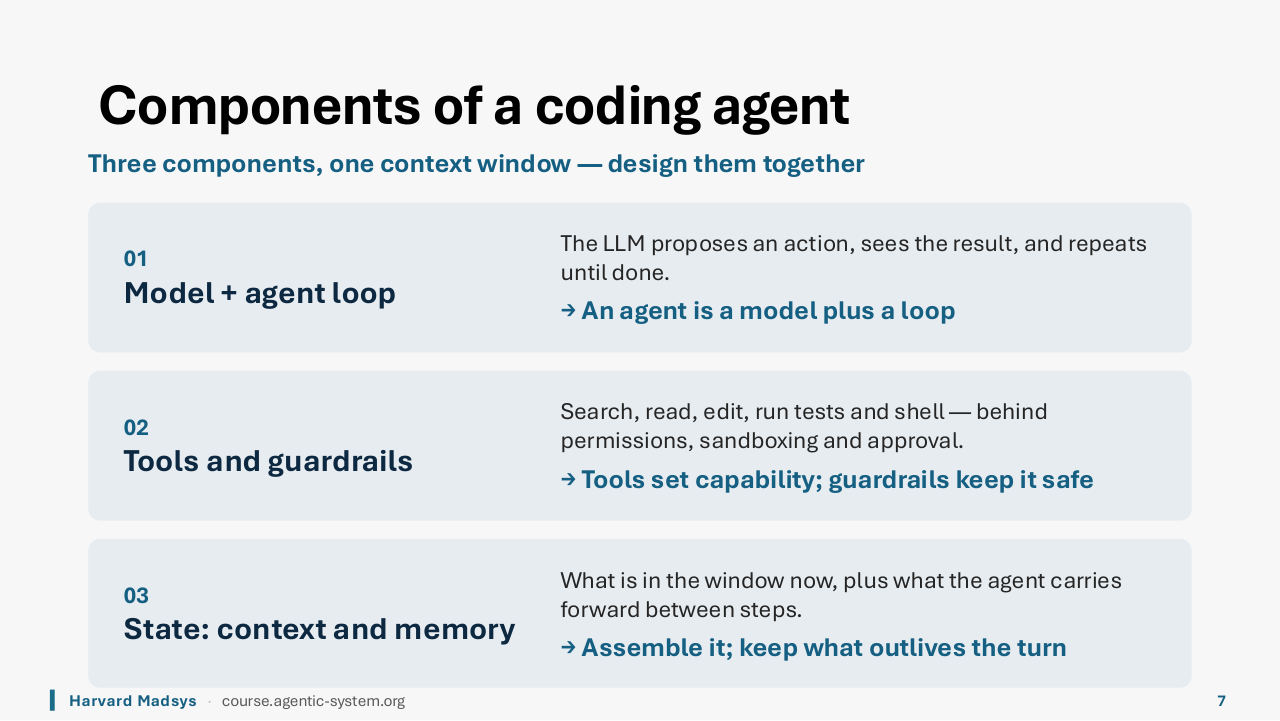 Components of a coding agent
Three components, one context window — design them together
01
Model + agent loop
The LLM proposes an action, sees the result, and repeats
until done.
→ An agent is a model plus a loop
02
Tools and guardrails
Search, read, edit, run tests and shell — behind
permissions, sandboxing and approval.
→ Tools set capability; guardrails keep it safe
03
State: context and memory
What is in the window now, plus what the agent carries
forward between steps.
→ Assemble it; keep what outlives the turn
Harvard Madsys · course.agentic-system.org
7